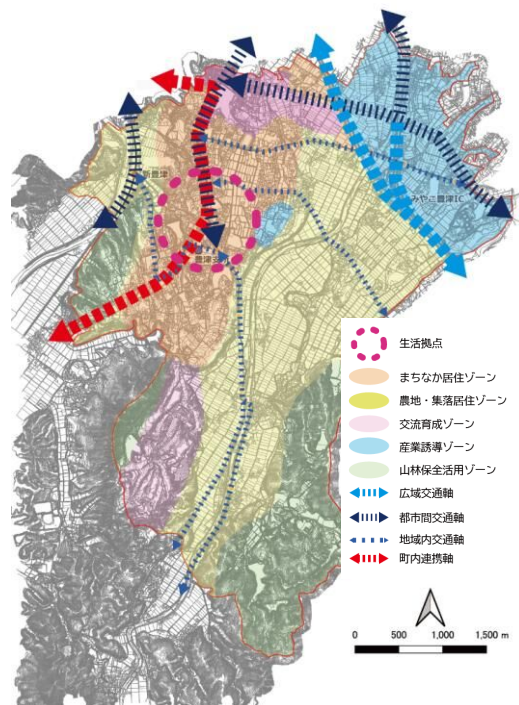 新豊津
みやこ豊津IC
豊津支所
生活拠点
まちなか居住ゾーン
農地・集落居住ゾーン
交流育成ゾーン
産業誘導ゾーン
山林保全活用ゾーン
広域交通軸
都市間交通軸
地域内交通軸
町内連携軸
0 500 1,000 1,500 m